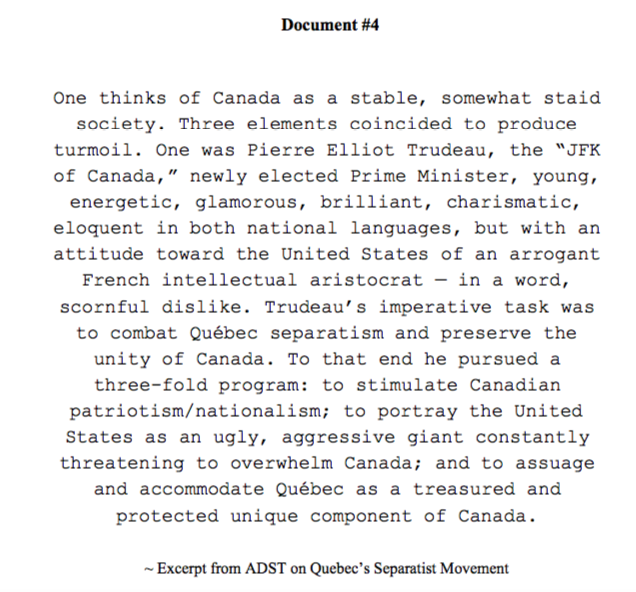 Document #4
One thinks of Canada as a stable, somewhat staid
society. Three elements coincided to produce
turmoil. One was Pierre Elliot Trudeau, the “JFK
of Canada,” newly elected Prime Minister, young,
energetic, glamorous, brilliant, charismatic,
eloquent in both national languages, but with an
attitude toward the United States of an arrogant
French intellectual aristocrat — in a word,
scornful dislike. Trudeau’s imperative task was
to combat Québec separatism and preserve the
unity of Canada. To that end he pursued a
three-fold program: to stimulate Canadian
patriotism/nationalism; to portray the United
States as an ugly, aggressive giant constantly
threatening to overwhelm Canada; and to assuage
and accommodate Québec as a treasured and
protected unique component of Canada.
~ Excerpt from ADST on Quebec’s Separatist Movement